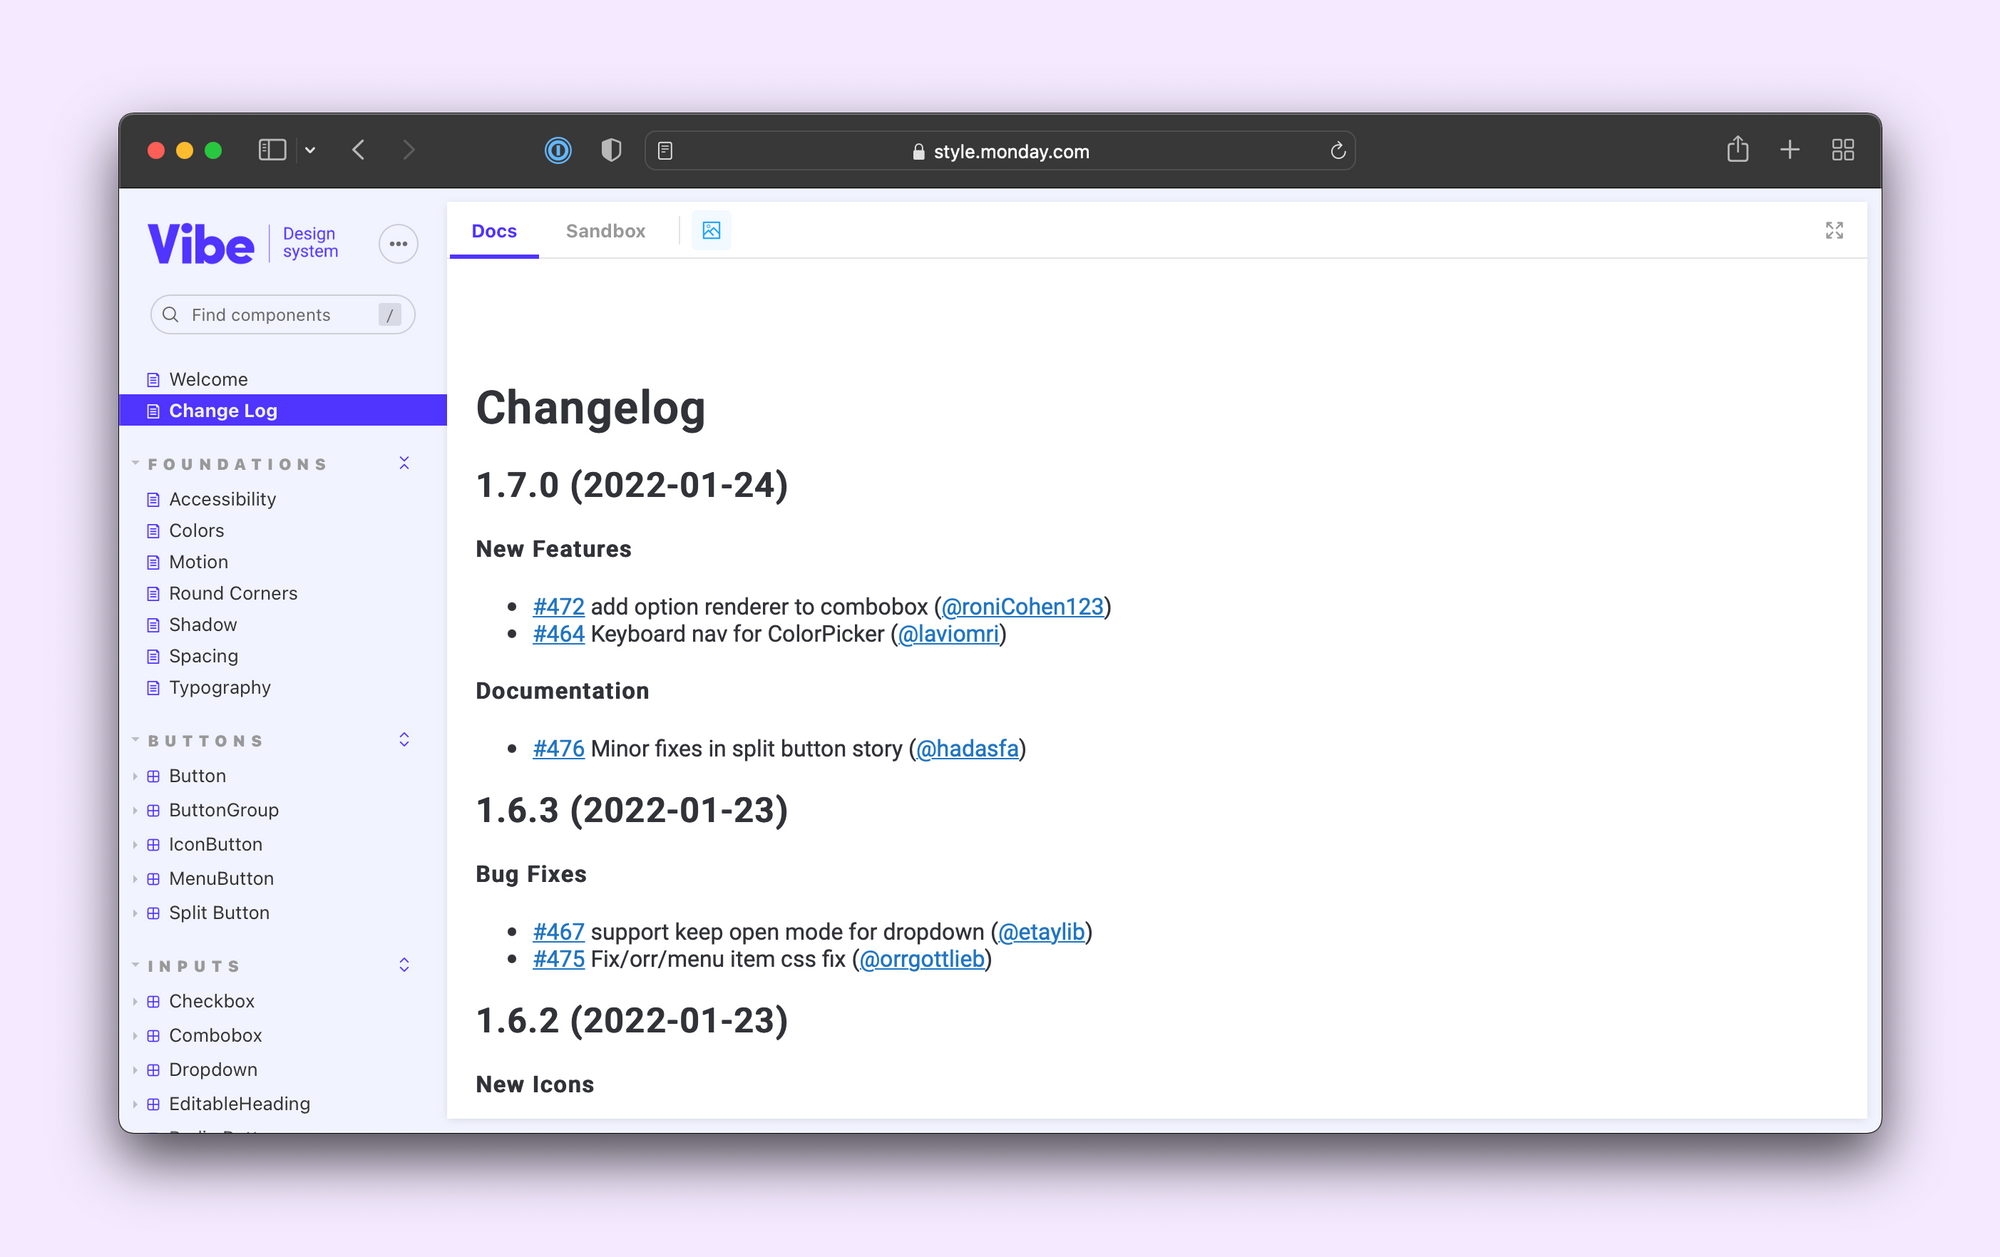 style.monday.com
Vibe
Design
system
Find components /
Welcome
Change Log
FOUNDATIONS
Accessibility
Colors
Motion
Round Corners
Shadow
Spacing
Typography
BUTTONS
Button
ButtonGroup
IconButton
MenuButton
Split Button
INPUTS
Checkbox
Combobox
Dropdown
EditableHeading
Docs Sandbox
Changelog
1.7.0 (2022-01-24)
New Features
#472 add option renderer to combobox (@roniCohen123)
#464 Keyboard nav for ColorPicker (@laviomri)
Documentation
#476 Minor fixes in split button story (@hadasfa)
1.6.3 (2022-01-23)
Bug Fixes
#467 support keep open mode for dropdown (@etaylib)
#475 Fix/orr/menu item css fix (@orrgottlieb)
1.6.2 (2022-01-23)
New Icons